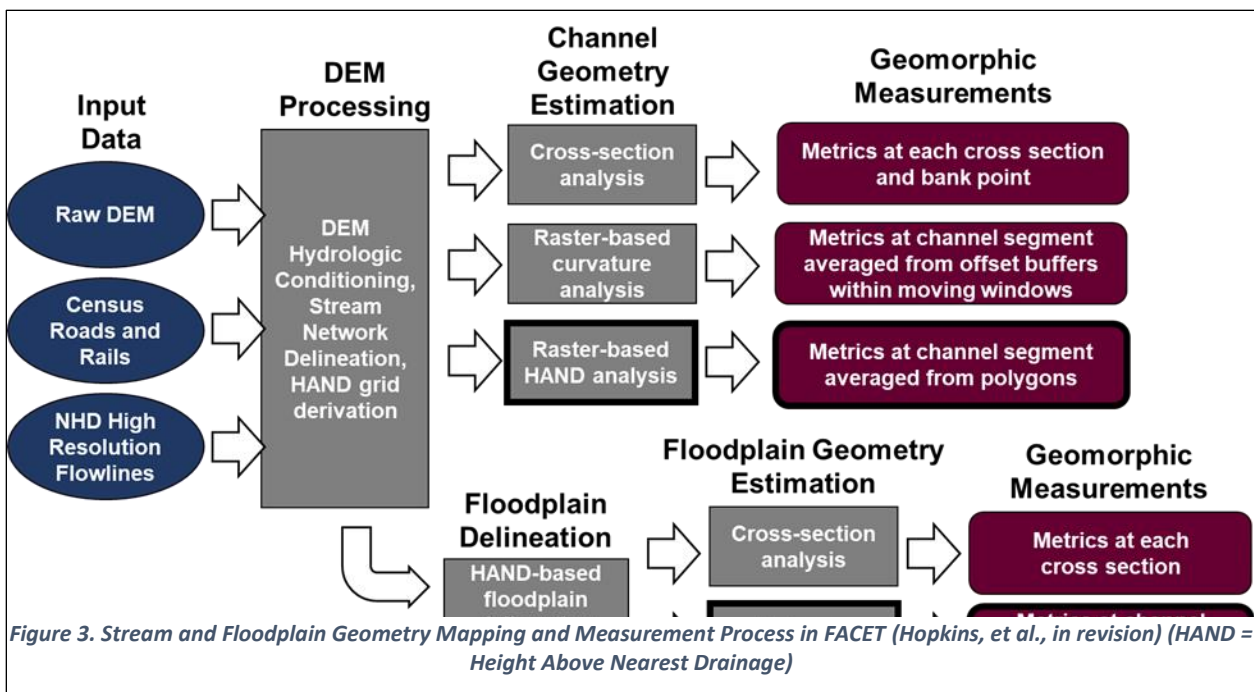 Input
Data
Raw DEM
Census
Roads and
Rails
NHD High
Resolution
Flowlines
DEM
Processing
DEM
Hydrologic
Conditioning,
Stream
Network
Delineation,
HAND grid
derivation
Channel
Geometry
Estimation
Cross-section
analysis
Raster-based
curvature
analysis
Raster-based
HAND analysis
Geomorphic
Measurements
Metrics at each cross section
and bank point
Metrics at channel segment
averaged from offset buffers
within moving windows
Metrics at channel segment
averaged from polygons
Floodplain
Delineation
HAND-based
floodplain
Floodplain Geometry
Estimation
Cross-section
analysis
Geomorphic
Measurements
Metrics at each
cross section
Figure 3. Stream and Floodplain Geometry Mapping and Measurement Process in FACET (Hopkins, et al., in revision) (HAND =
Height Above Nearest Drainage)